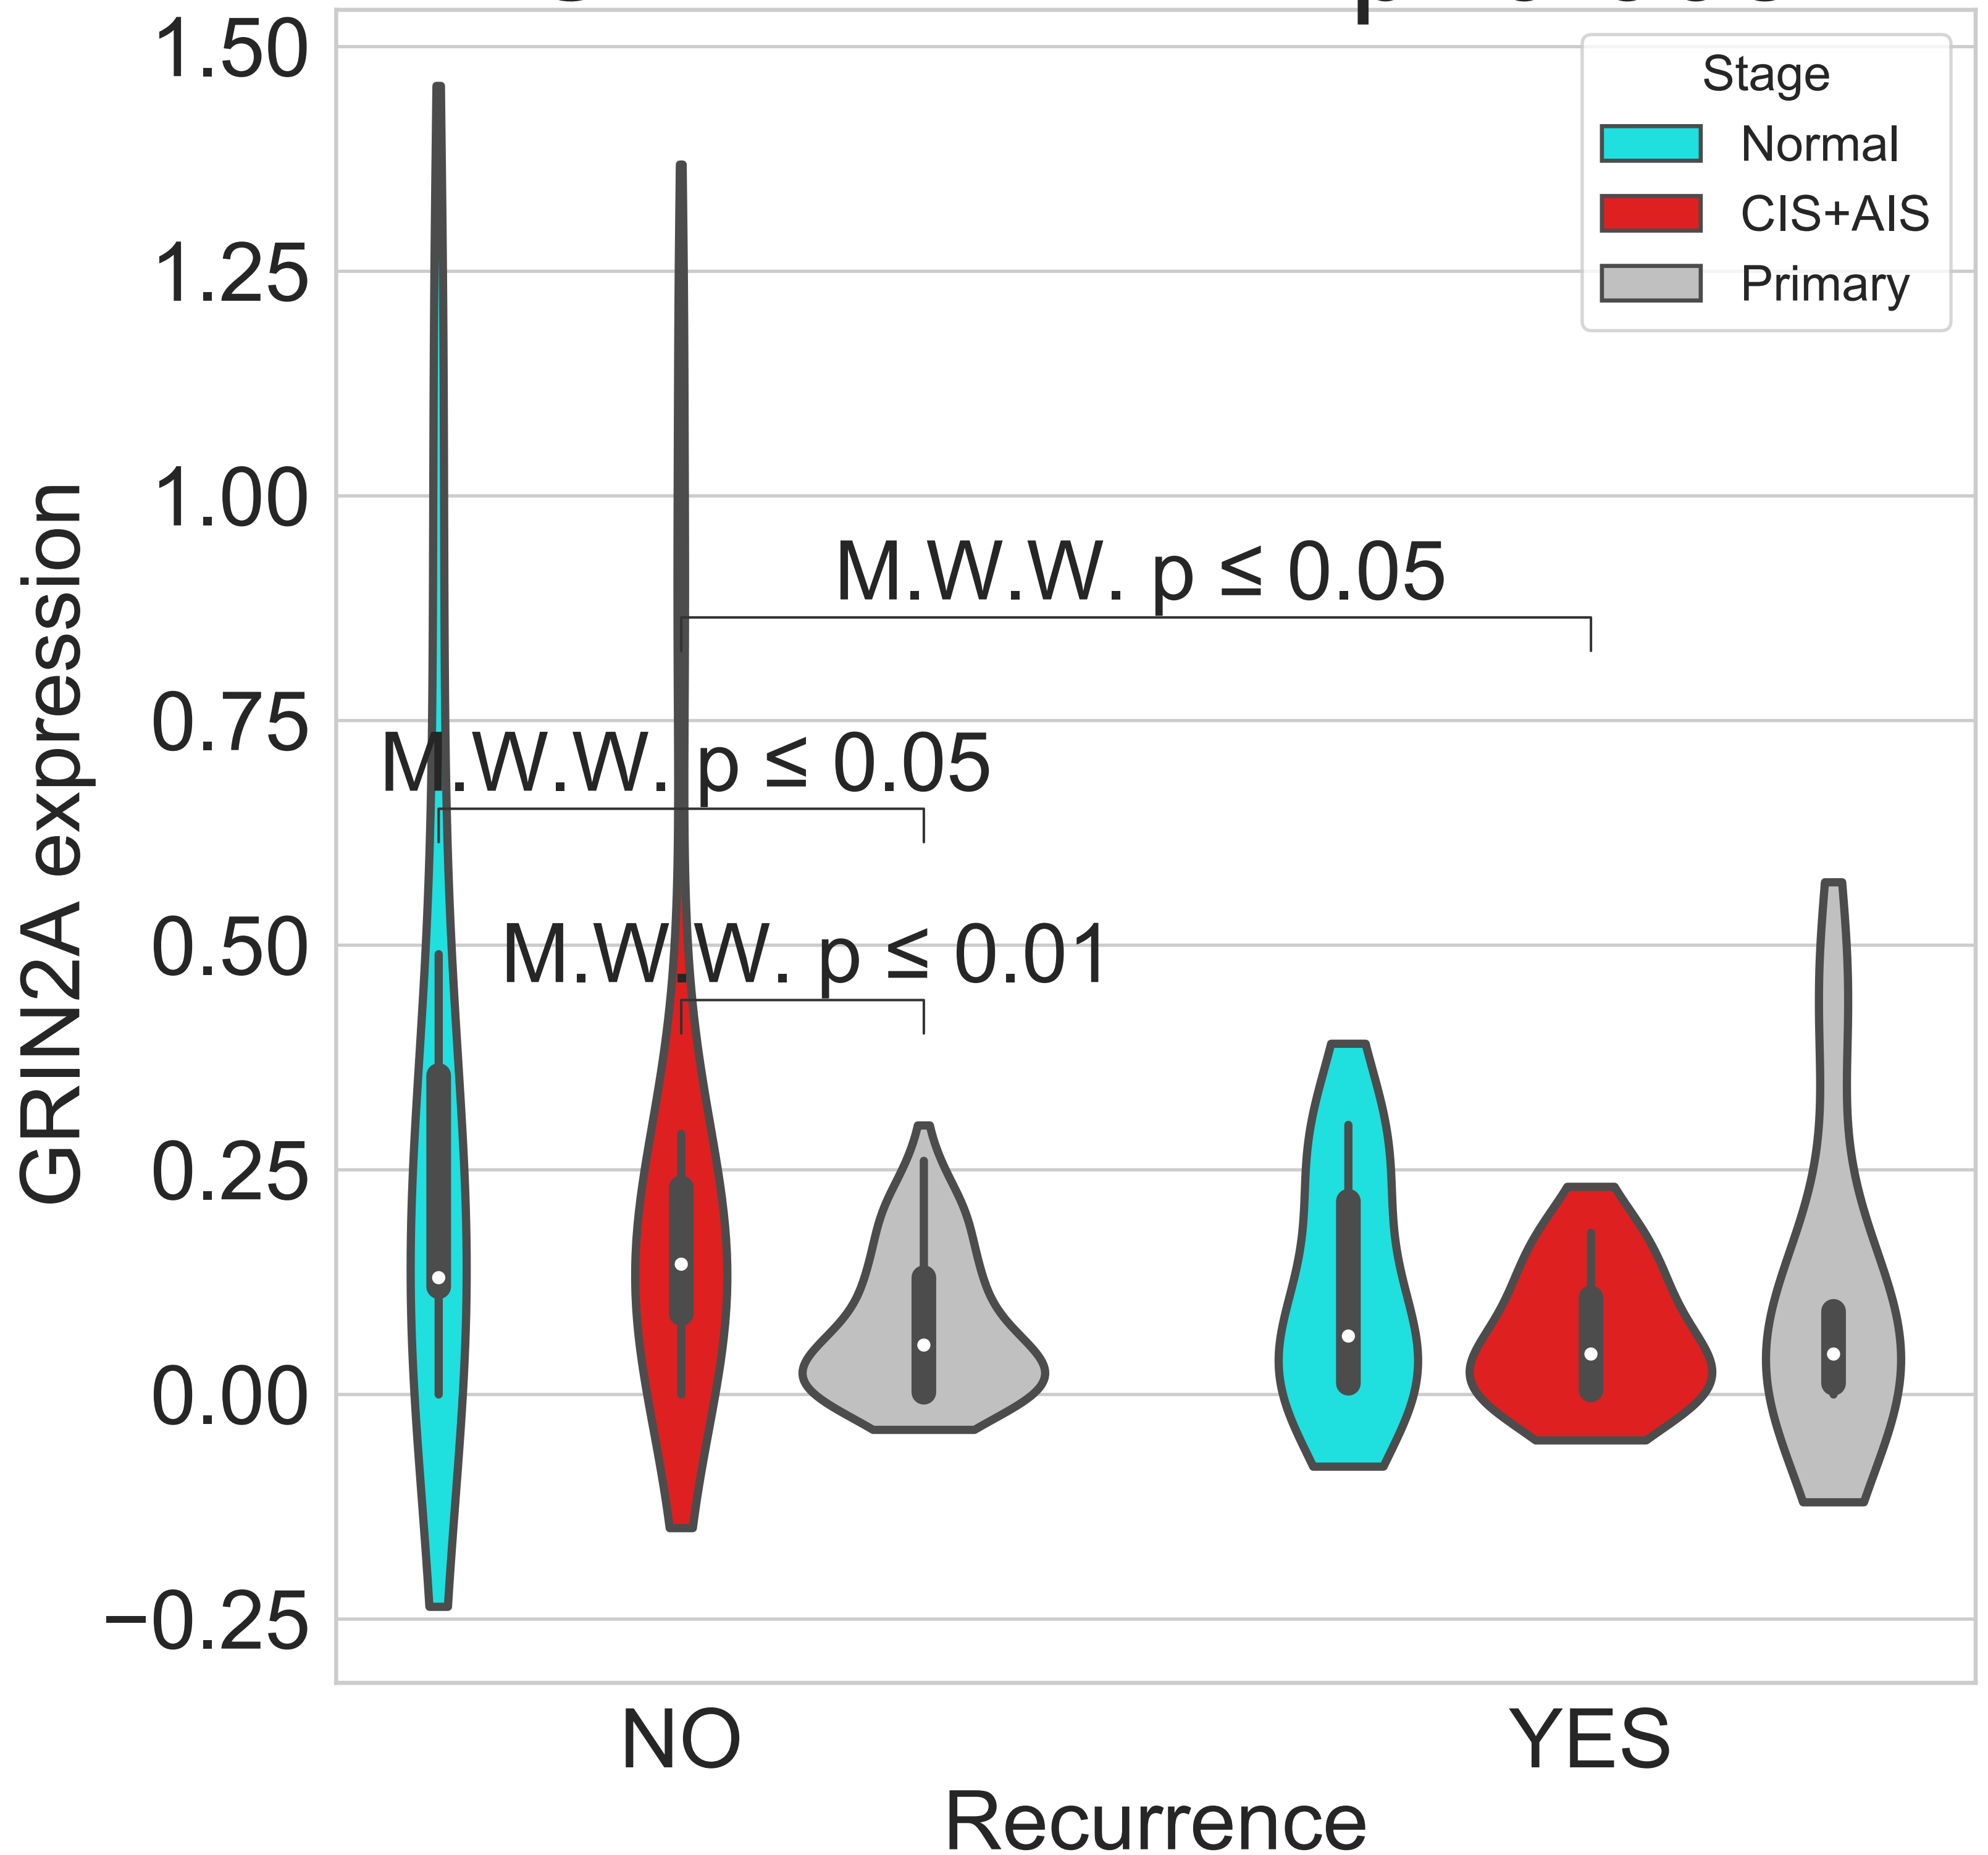 1.50
1.25
1.00
0.75
0.50
0.25
0.00
−0.25
GRIN2A expression
Stage
Normal
CIS+AIS
Primary
M.W.W. p ≤ 0.05
M.W.W. p ≤ 0.05
M.W.W. p ≤ 0.01
NO
YES
Recurrence